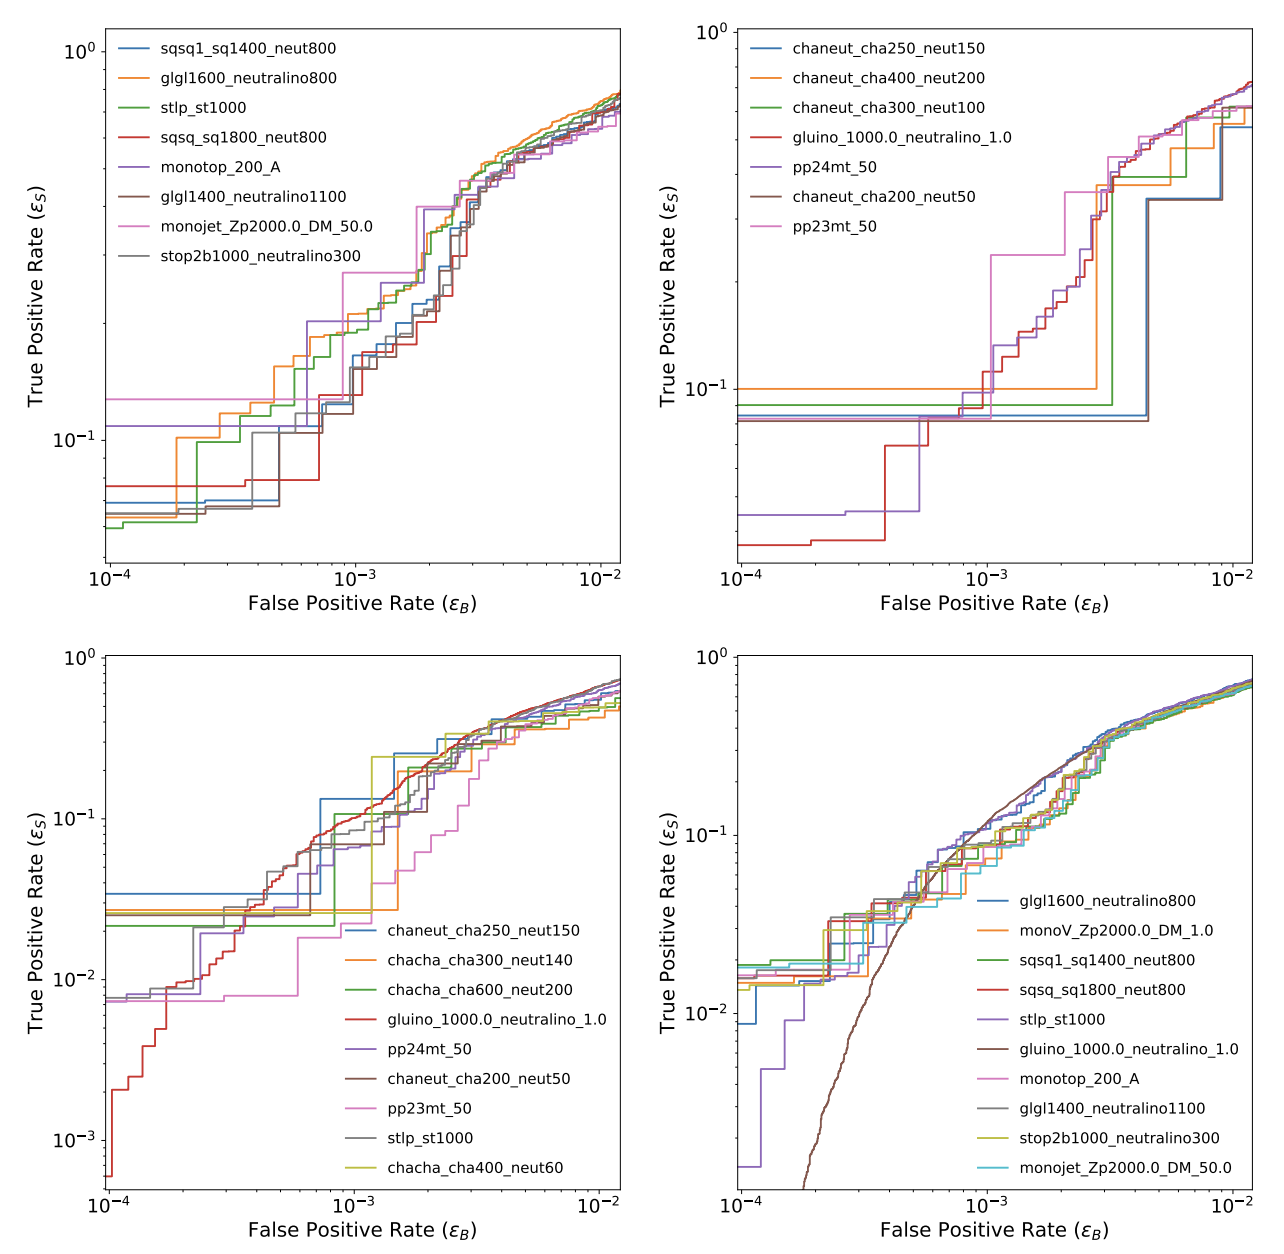 10⁰
10⁻¹
True Positive Rate (εS)
sqsq1_sq1400_neut800
glgl1600_neutralino800
stlp_st1000
sqsq_sq1800_neut800
monotop_200_A
glgl1400_neutralino1100
monojet_Zp2000.0_DM_50.0
stop2b1000_neutralino300
10⁻⁴ 10⁻³ 10⁻²
False Positive Rate (εB)
10⁰
10⁻¹
True Positive Rate (εS)
chaneut_cha250_neut150
chaneut_cha400_neut200
chaneut_cha300_neut100
gluino_1000.0_neutralino_1.0
pp24mt_50
chaneut_cha200_neut50
pp23mt_50
10⁻⁴ 10⁻³ 10⁻²
False Positive Rate (εB)
10⁰
10⁻¹
10⁻²
10⁻³
True Positive Rate (εS)
chaneut_cha250_neut150
chacha_cha300_neut140
chacha_cha600_neut200
gluino_1000.0_neutralino_1.0
pp24mt_50
chaneut_cha200_neut50
pp23mt_50
stlp_st1000
chacha_cha400_neut60
10⁻⁴ 10⁻³ 10⁻²
False Positive Rate (εB)
10⁰
10⁻¹
10⁻²
True Positive Rate (εS)
glgl1600_neutralino800
monoV_Zp2000.0_DM_1.0
sqsq1_sq1400_neut800
sqsq_sq1800_neut800
stlp_st1000
gluino_1000.0_neutralino_1.0
monotop_200_A
glgl1400_neutralino1100
stop2b1000_neutralino300
monojet_Zp2000.0_DM_50.0
10⁻⁴ 10⁻³ 10⁻²
False Positive Rate (εB)